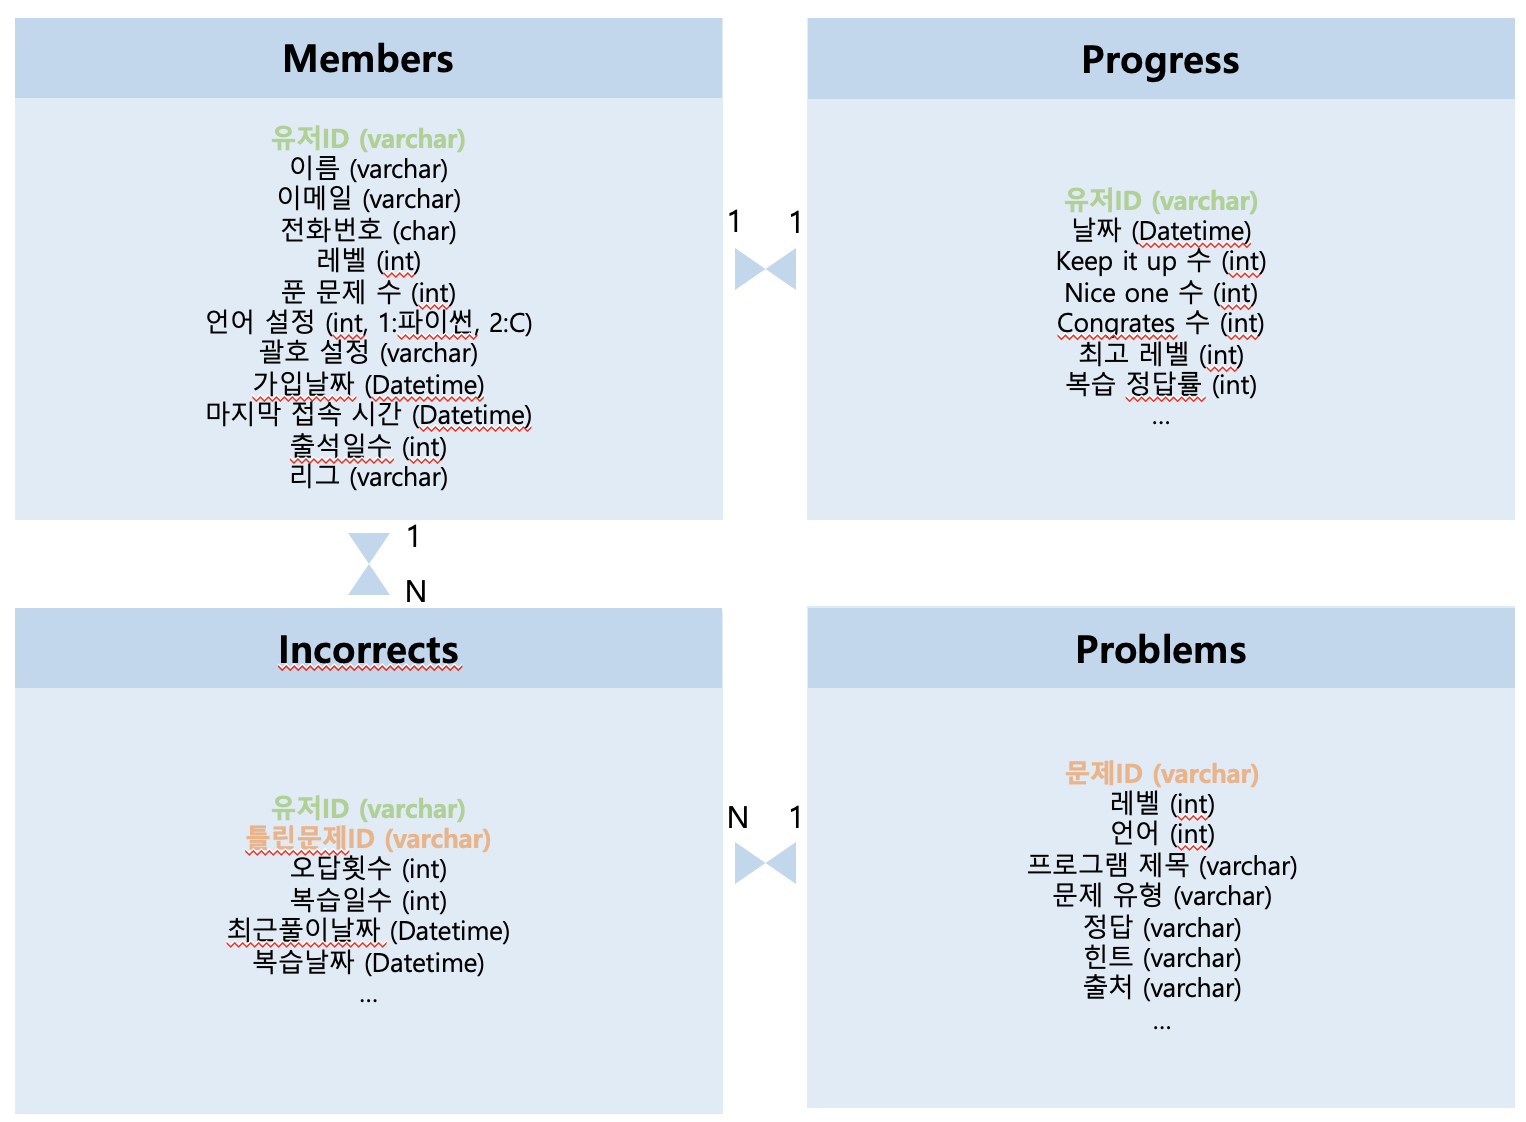 Members
유저ID (varchar)
이름 (varchar)
이메일 (varchar)
전화번호 (char)
레벨 (int)
푼 문제 수 (int)
언어 설정 (int, 1:파이썬, 2:C)
괄호 설정 (varchar)
가입날짜 (Datetime)
마지막 접속 시간 (Datetime)
출석일수 (int)
리그 (varchar)
1 1
Progress
유저ID (varchar)
날짜 (Datetime)
Keep it up 수 (int)
Nice one 수 (int)
Congrates 수 (int)
최고 레벨 (int)
복습 정답률 (int)
...
1
N
Incorrects
유저ID (varchar)
틀린문제ID (varchar)
오답횟수 (int)
복습일수 (int)
최근풀이날짜 (Datetime)
복습날짜 (Datetime)
...
N 1
Problems
문제ID (varchar)
레벨 (int)
언어 (int)
프로그램 제목 (varchar)
문제 유형 (varchar)
정답 (varchar)
힌트 (varchar)
출처 (varchar)
...